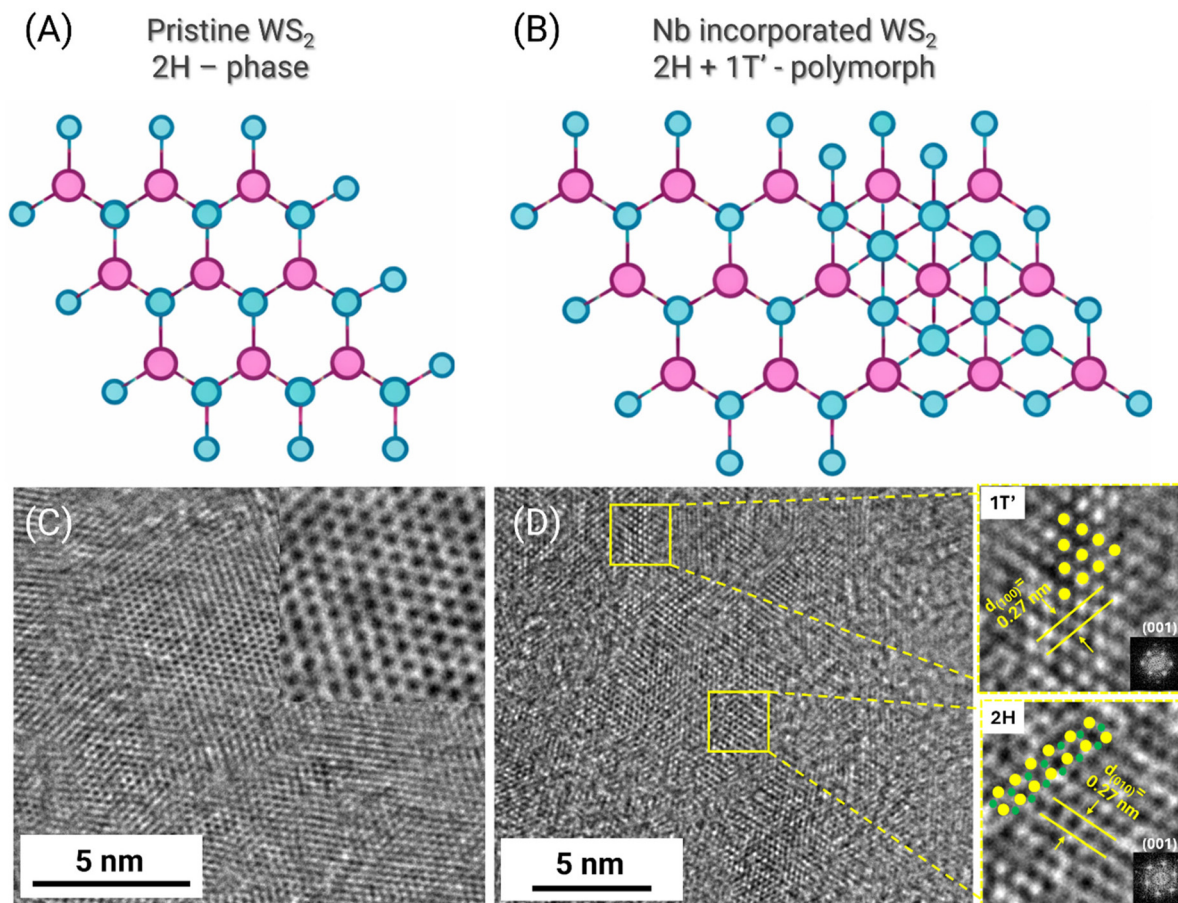 (A)
Pristine WS₂
2H – phase
(B)
Nb incorporated WS₂
2H + 1T’ - polymorph
(C)
5 nm
(D)
5 nm
1T’
d(100)=
0.27 nm
(001)
2H
d(010)=
0.27 nm
(001)